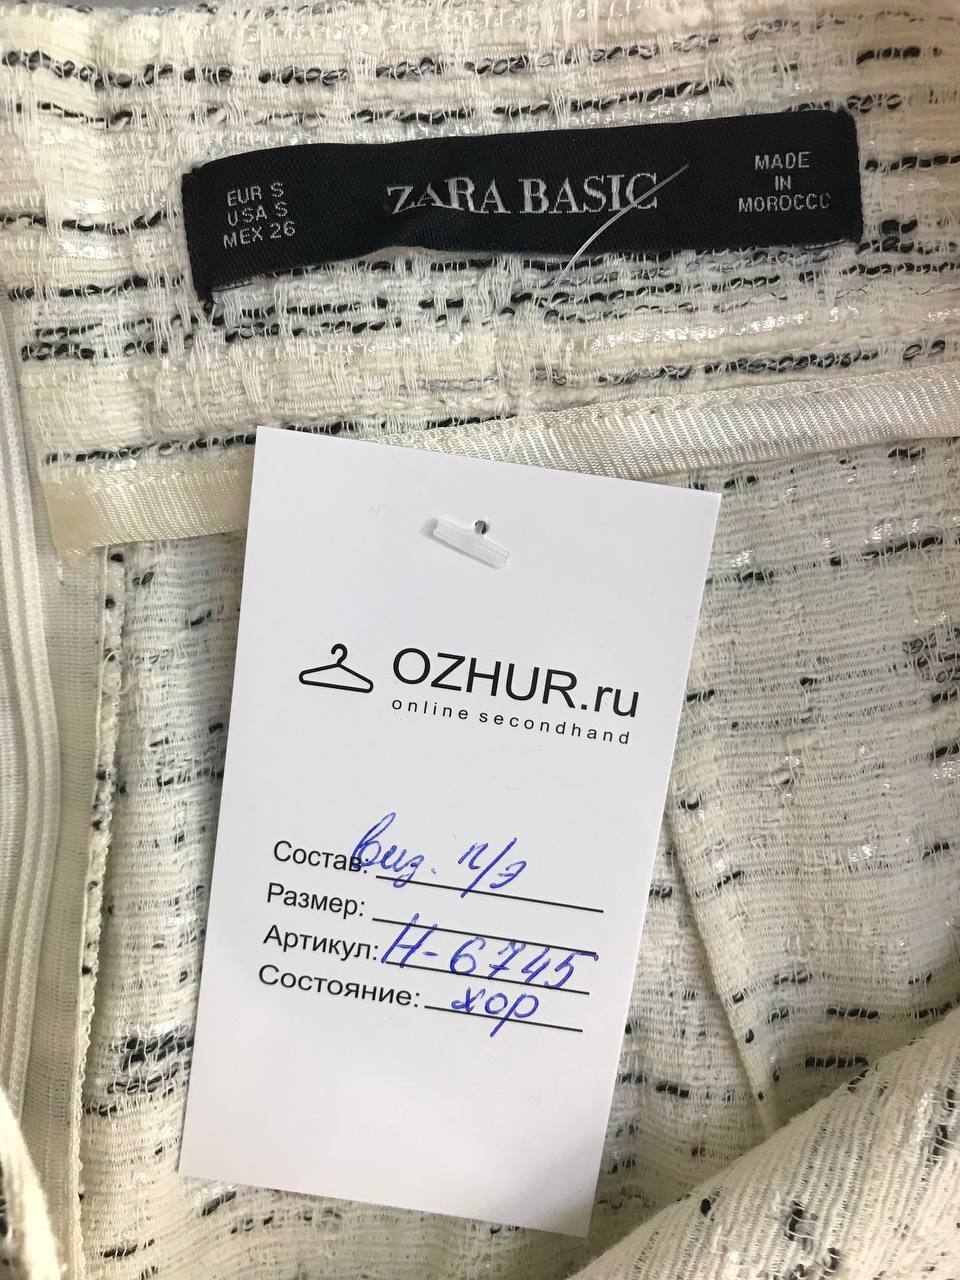 EUR S
USA S
MEX 26
ZARA BASIC
MADE
IN
MOROCCO
OZHUR.ru
online secondhand
Состав: виз. п/э
Размер:
Артикул: Н-6745
Состояние: хор